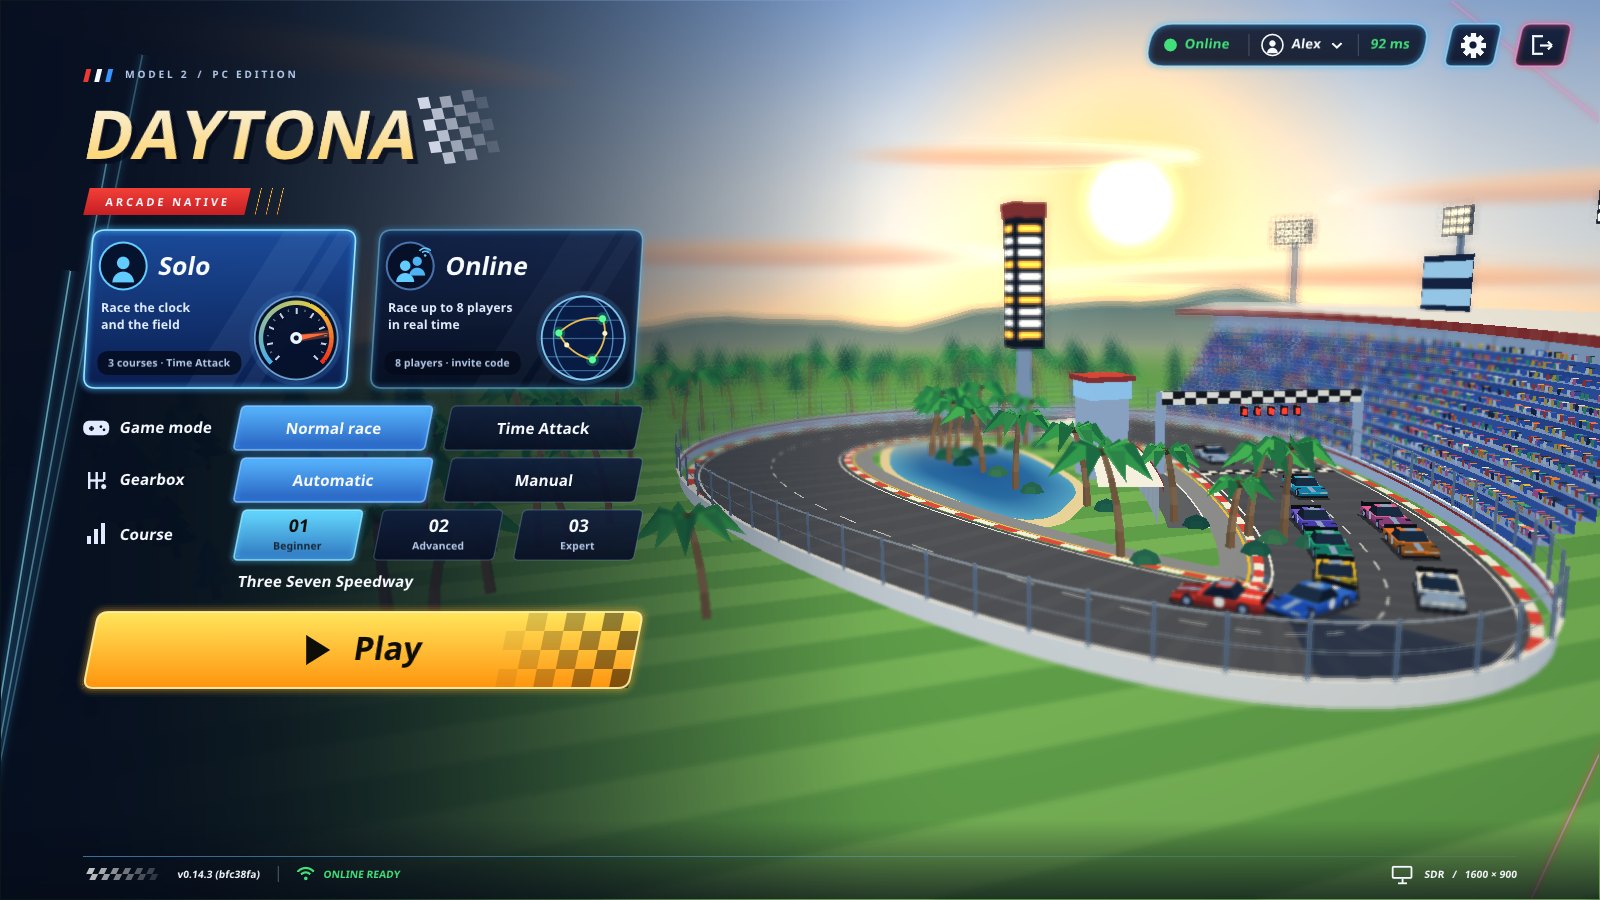 MODEL 2 / PC EDITION
DAYTONA
ARCADE NATIVE
Online
Alex
92 ms
Solo
Race the clock
and the field
3 courses · Time Attack
Online
Race up to 8 players
in real time
8 players · invite code
Game mode
Normal race
Time Attack
Gearbox
Automatic
Manual
Course
01
Beginner
02
Advanced
03
Expert
Three Seven Speedway
Play
v0.14.3 (bfc38fa)
ONLINE READY
SDR / 1600 × 900